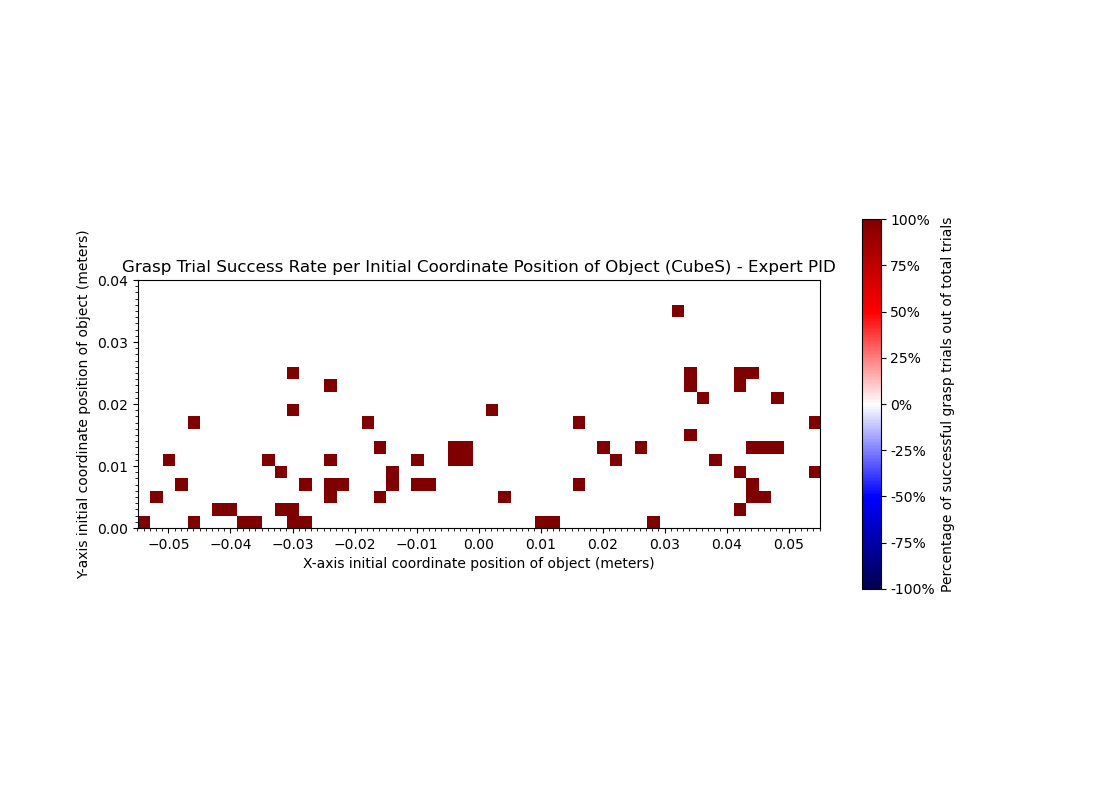 Grasp Trial Success Rate per Initial Coordinate Position of Object (CubeS) - Expert PID
Y-axis initial coordinate position of object (meters)
0.04
0.03
0.02
0.01
0.00
−0.05 −0.04 −0.03 −0.02 −0.01 0.00 0.01 0.02 0.03 0.04 0.05
X-axis initial coordinate position of object (meters)
100%
75%
50%
25%
0%
-25%
-50%
-75%
-100%
Percentage of successful grasp trials out of total trials